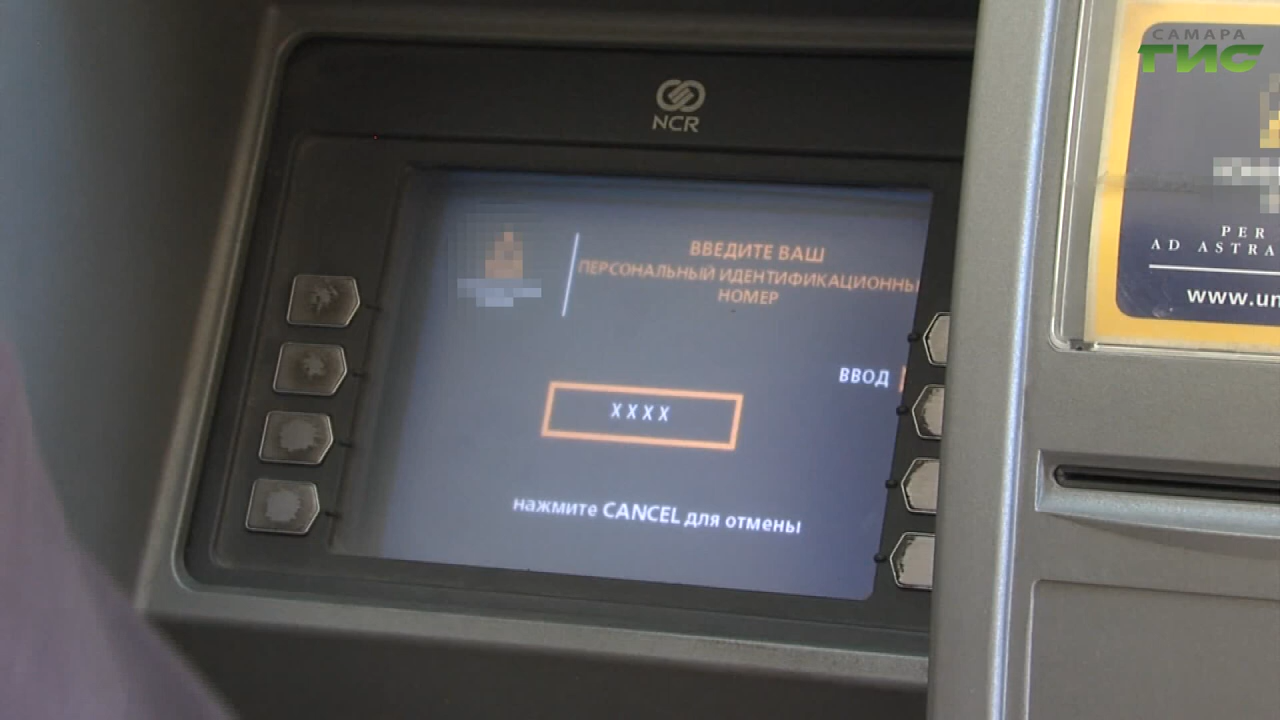 САМАРА
ГИС
NCR
ВВЕДИТЕ ВАШ
ПЕРСОНАЛЬНЫЙ ИДЕНТИФИКАЦИОННЫ
НОМЕР
ВВОД
XXXX
нажмите CANCEL для отмены
PER
AD ASTRA
www.un